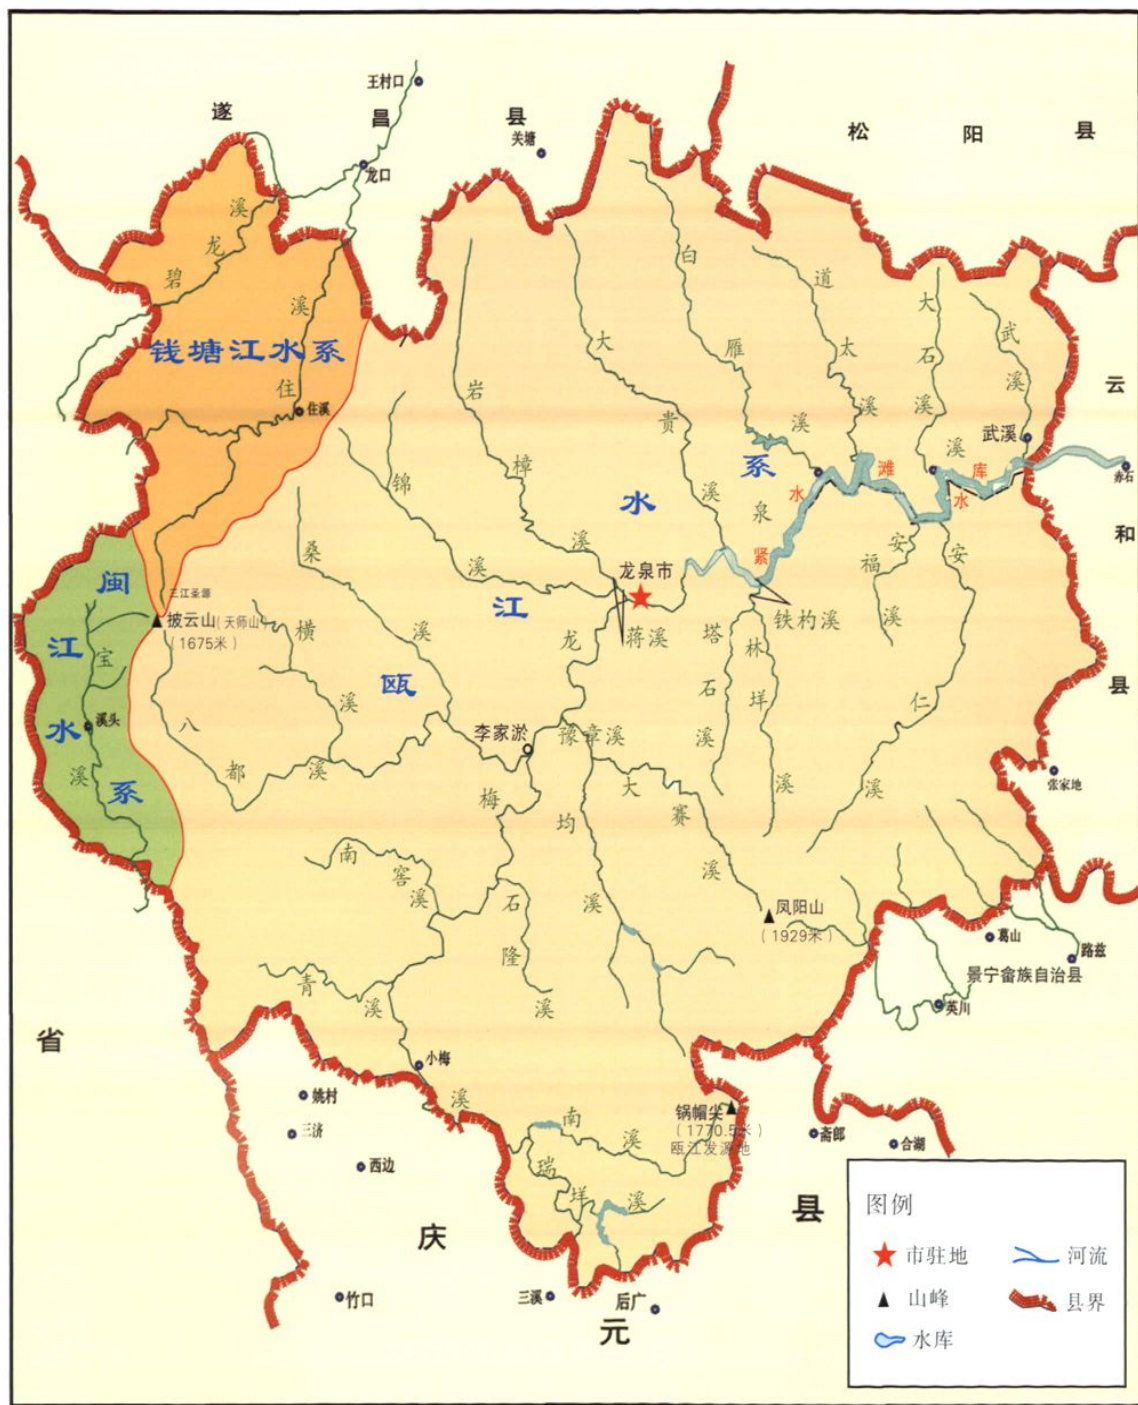 王村口
遂昌县
关塘
松阳县
龙口
碧龙溪
住溪
钱塘江水系
住溪
白雁溪
道太溪
大石溪
武溪
武溪
云和县
赤石
大贵溪
岩樟溪
锦溪
桑溪
瓯江水系
紧水滩水库
龙泉溪
龙泉市
蒋溪
铁杓溪
福溪
安仁溪
安
塔石溪
林垟溪
闽江水系
三江圣源
披云山(天师山)
(1675米)
宝溪
溪头
横溪
八都溪
李家淤
豫章溪
大赛溪
张家地
梅溪
均溪
南窖溪
石隆溪
凤阳山
(1929米)
葛山
路兹
景宁畲族自治县
英川
青溪
小梅
省
姚村
三济
西边
锅帽尖
(1770.5米)
瓯江发源地
南溪
瑞垟溪
斋郎
合湖
庆元县
竹口
三溪
后广
图例
市驻地
河流
山峰
县界
水库